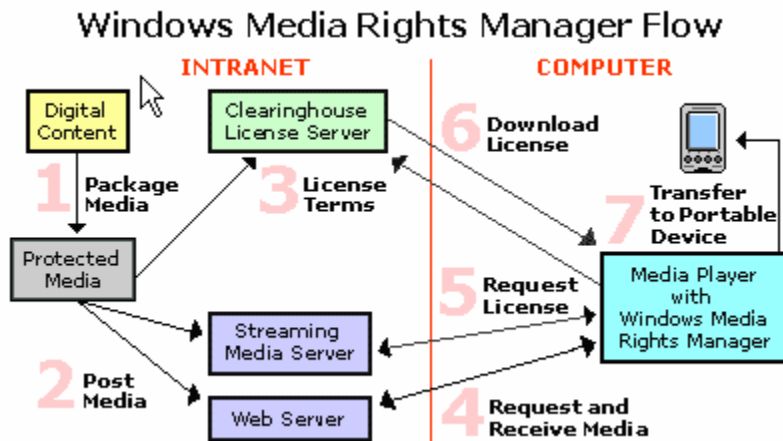 Windows Media Rights Manager Flow
INTRANET
COMPUTER
Digital
Content
Clearinghouse
License Server
6 Download
License
1 Package
Media
3 License
Terms
7 Transfer
to Portable
Device
Protected
Media
5 Request
License
Media Player
with
Windows Media
Rights Manager
Streaming
Media Server
2 Post
Media
Web Server
4 Request and
Receive Media